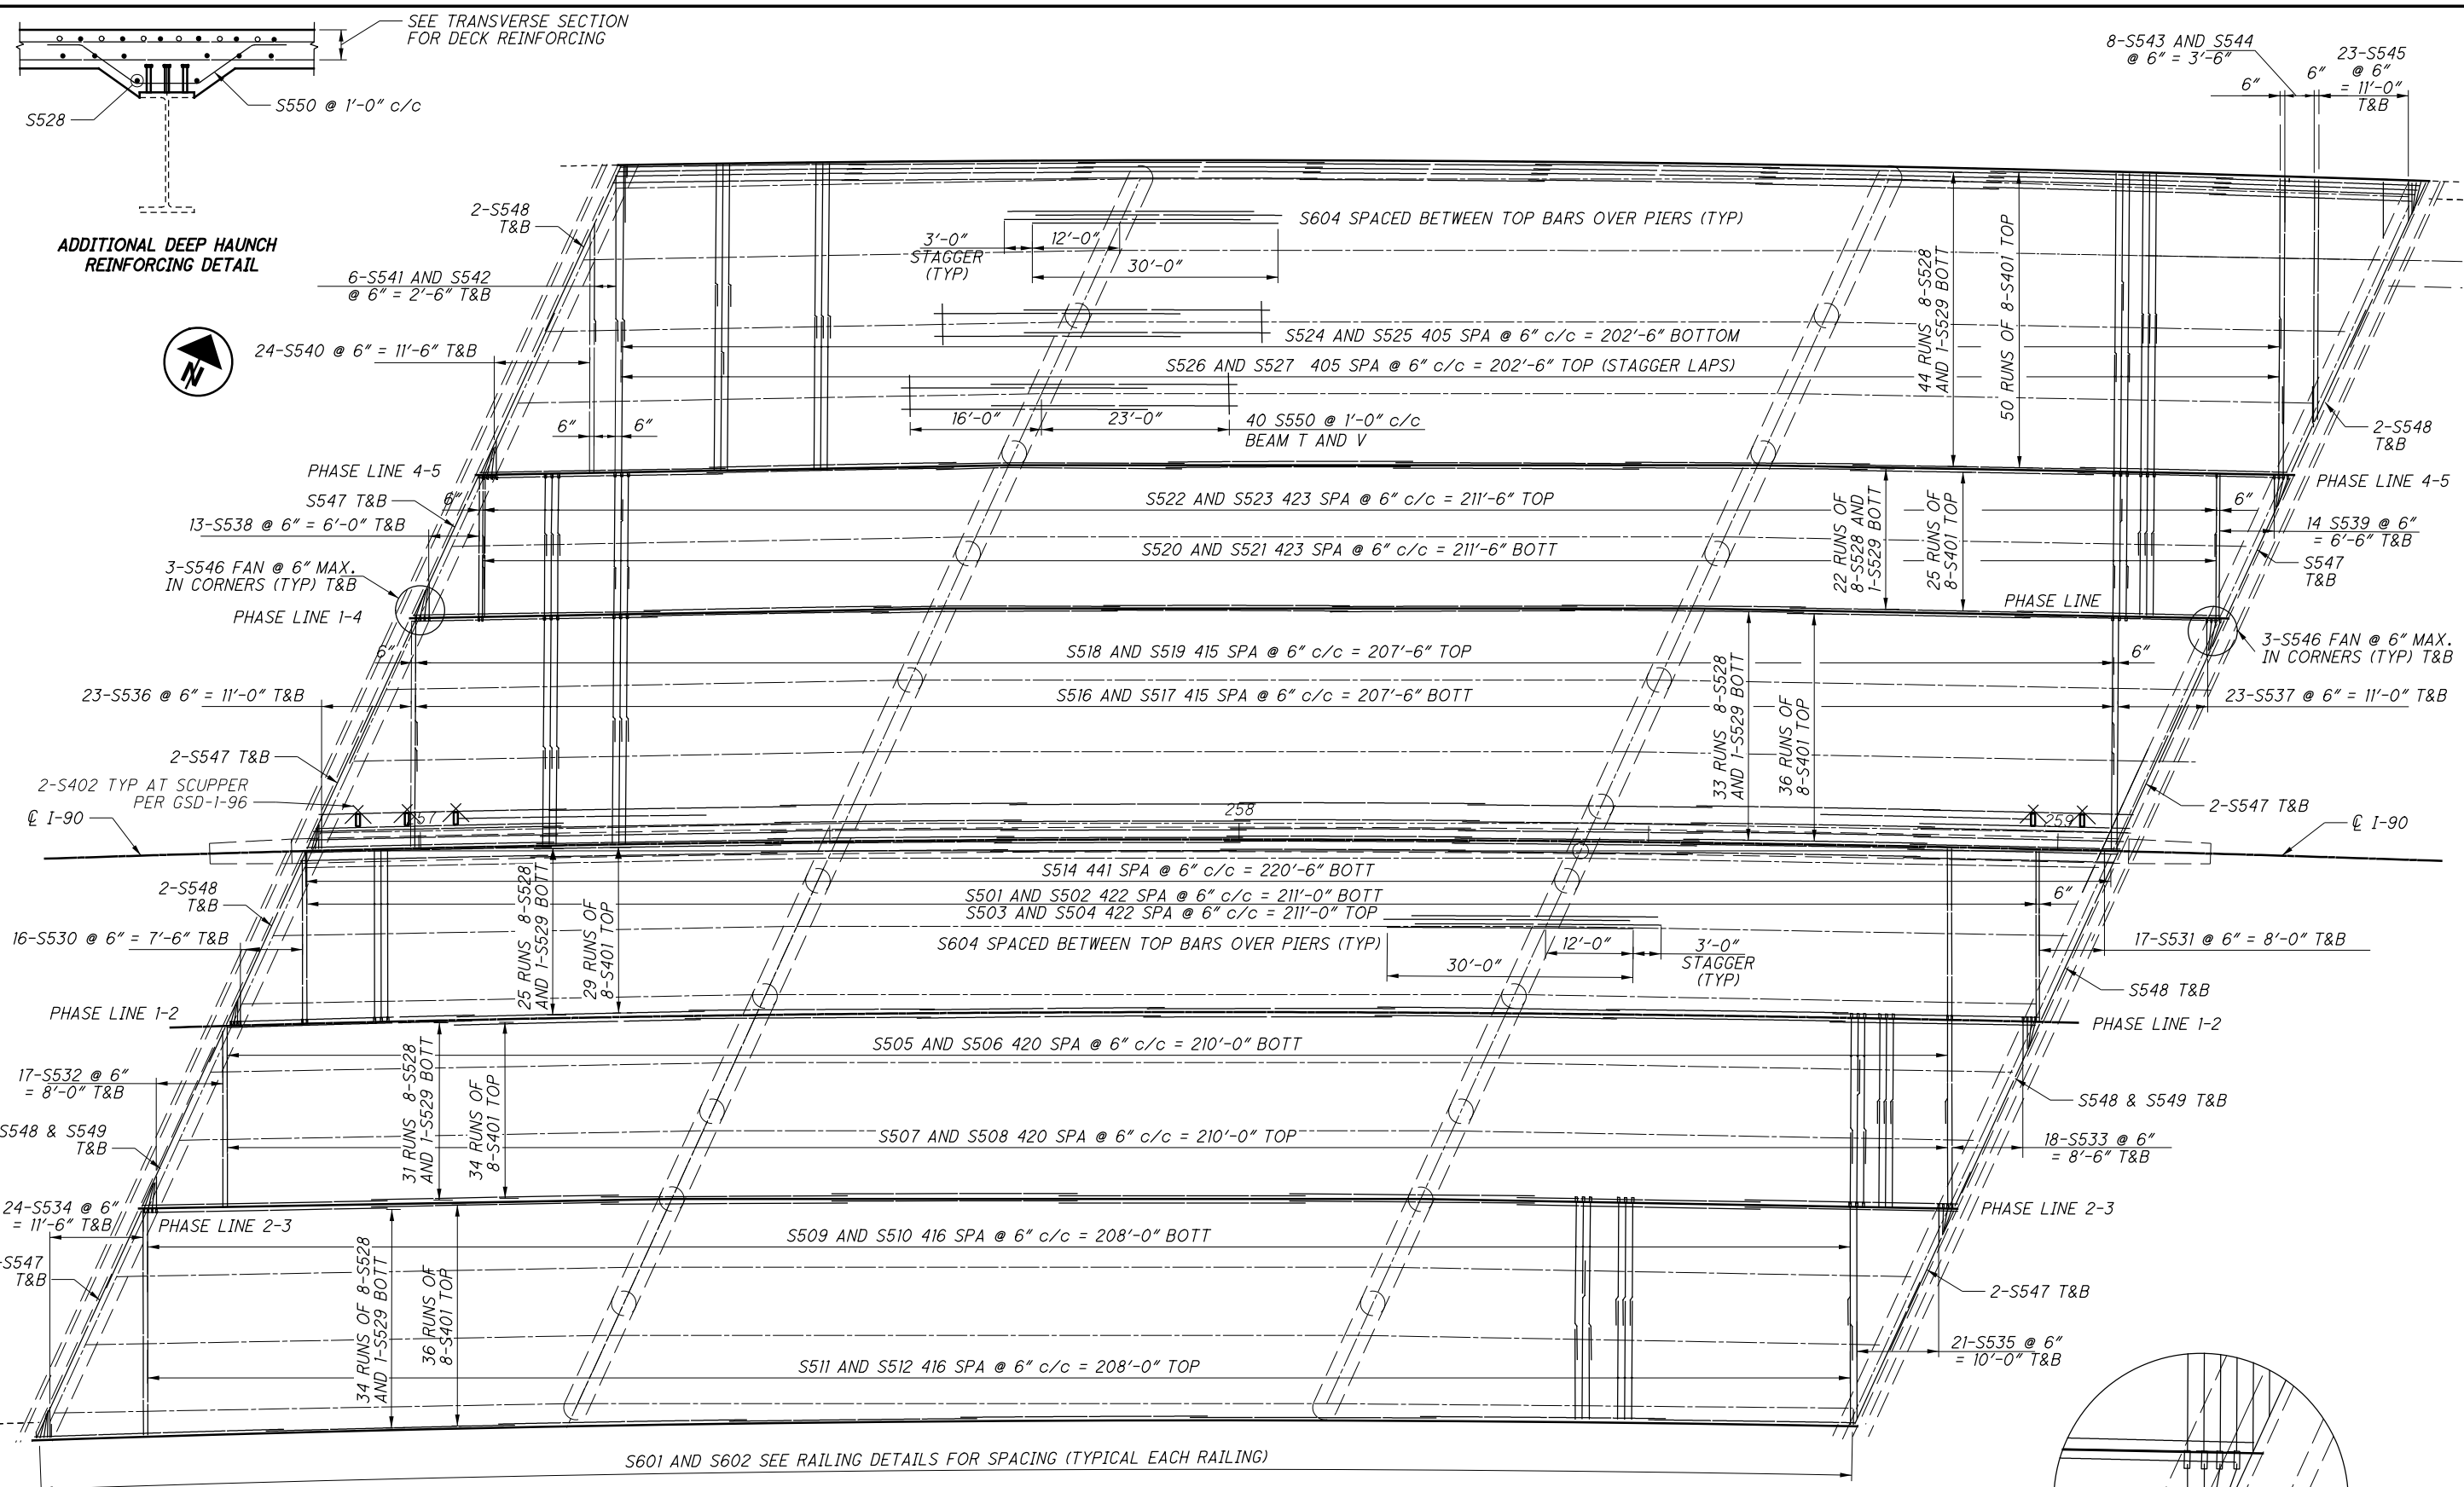 SEE TRANSVERSE SECTION
FOR DECK REINFORCING
S550 @ 1'-0" c/c
S528
ADDITIONAL DEEP HAUNCH
REINFORCING DETAIL
N
8-S543 AND S544
@ 6" = 3'-6"
6"
6"
23-S545
@ 6"
= 11'-0"
T&B
2-S548
T&B
6-S541 AND S542
@ 6" = 2'-6" T&B
24-S540 @ 6" = 11'-6" T&B
6"
6"
3'-0"
STAGGER
(TYP)
12'-0"
30'-0"
S604 SPACED BETWEEN TOP BARS OVER PIERS (TYP)
S524 AND S525 405 SPA @ 6" c/c = 202'-6" BOTTOM
S526 AND S527 405 SPA @ 6" c/c = 202'-6" TOP (STAGGER LAPS)
16'-0"
23'-0"
40 S550 @ 1'-0" c/c
BEAM T AND V
44 RUNS 8-S528
AND 1-S529 BOTT
50 RUNS OF 8-S401 TOP
2-S548
T&B
PHASE LINE 4-5
PHASE LINE 4-5
S547 T&B
6"
13-S538 @ 6" = 6'-0" T&B
S522 AND S523 423 SPA @ 6" c/c = 211'-6" TOP
S520 AND S521 423 SPA @ 6" c/c = 211'-6" BOTT
22 RUNS OF
8-S528 AND
1-S529 BOTT
25 RUNS OF
8-S401 TOP
6"
14 S539 @ 6"
= 6'-6" T&B
S547
T&B
3-S546 FAN @ 6" MAX.
IN CORNERS (TYP) T&B
PHASE LINE 1-4
PHASE LINE
3-S546 FAN @ 6" MAX.
IN CORNERS (TYP) T&B
6"
S518 AND S519 415 SPA @ 6" c/c = 207'-6" TOP
6"
23-S536 @ 6" = 11'-0" T&B
S516 AND S517 415 SPA @ 6" c/c = 207'-6" BOTT
23-S537 @ 6" = 11'-0" T&B
33 RUNS 8-S528
AND 1-S529 BOTT
36 RUNS OF
8-S401 TOP
2-S547 T&B
2-S402 TYP AT SCUPPER
PER GSD-1-96
2-S547 T&B
258
259
℄ I-90
℄ I-90
S514 441 SPA @ 6" c/c = 220'-6" BOTT
S501 AND S502 422 SPA @ 6" c/c = 211'-0" BOTT
S503 AND S504 422 SPA @ 6" c/c = 211'-0" TOP
6"
2-S548
T&B
16-S530 @ 6" = 7'-6" T&B
25 RUNS 8-S528
AND 1-S529 BOTT
29 RUNS OF
8-S401 TOP
S604 SPACED BETWEEN TOP BARS OVER PIERS (TYP)
12'-0"
3'-0"
STAGGER
(TYP)
30'-0"
17-S531 @ 6" = 8'-0" T&B
S548 T&B
PHASE LINE 1-2
PHASE LINE 1-2
S505 AND S506 420 SPA @ 6" c/c = 210'-0" BOTT
17-S532 @ 6"
= 8'-0" T&B
31 RUNS 8-S528
AND 1-S529 BOTT
34 RUNS OF
8-S401 TOP
S548 & S549 T&B
S548 & S549
T&B
S507 AND S508 420 SPA @ 6" c/c = 210'-0" TOP
18-S533 @ 6"
= 8'-6" T&B
24-S534 @ 6"
= 11'-6" T&B
PHASE LINE 2-3
PHASE LINE 2-3
S509 AND S510 416 SPA @ 6" c/c = 208'-0" BOTT
-S547
T&B
34 RUNS OF 8-S528
AND 1-S529 BOTT
36 RUNS OF
8-S401 TOP
2-S547 T&B
21-S535 @ 6"
= 10'-0" T&B
S511 AND S512 416 SPA @ 6" c/c = 208'-0" TOP
S601 AND S602 SEE RAILING DETAILS FOR SPACING (TYPICAL EACH RAILING)